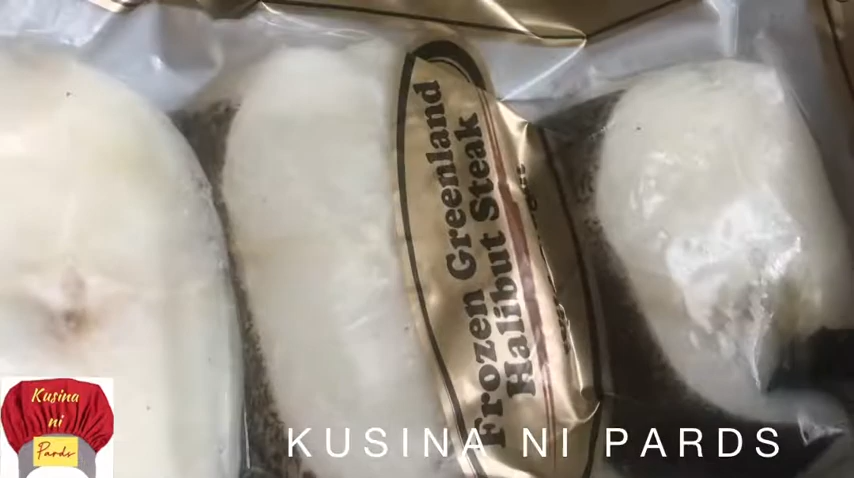 Frozen Greenland
Halibut Steak
Kusina
ni
Pards
KUSINA NI PARDS